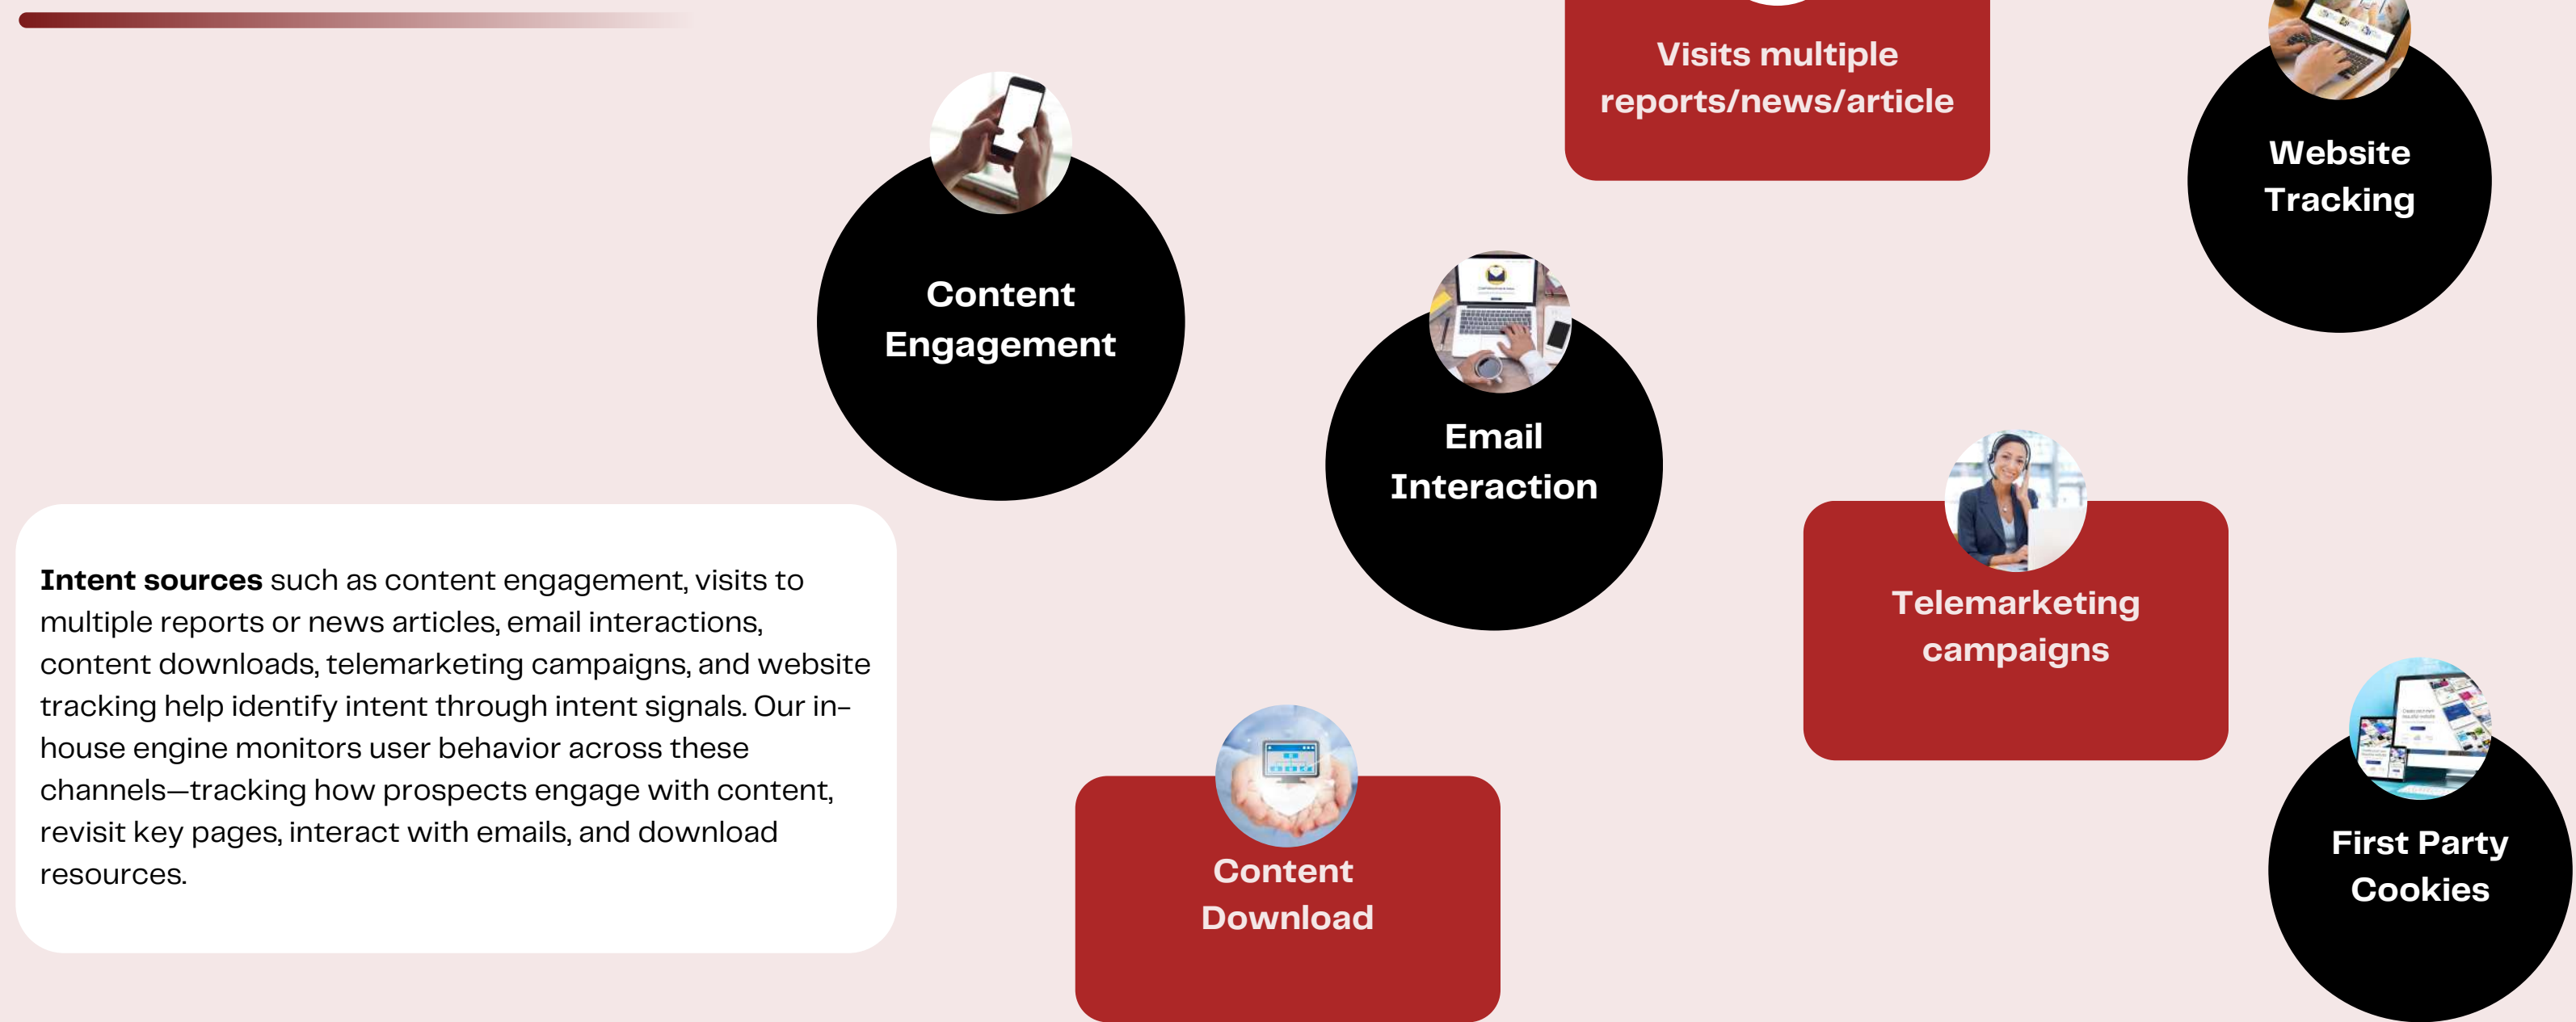 Visits multiple
reports/news/article
Website
Tracking
Content
Engagement
Email
Interaction
Intent sources such as content engagement, visits to
multiple reports or news articles, email interactions,
content downloads, telemarketing campaigns, and website
tracking help identify intent through intent signals. Our in-
house engine monitors user behavior across these
channels—tracking how prospects engage with content,
revisit key pages, interact with emails, and download
resources.
Telemarketing
campaigns
Content
Download
First Party
Cookies